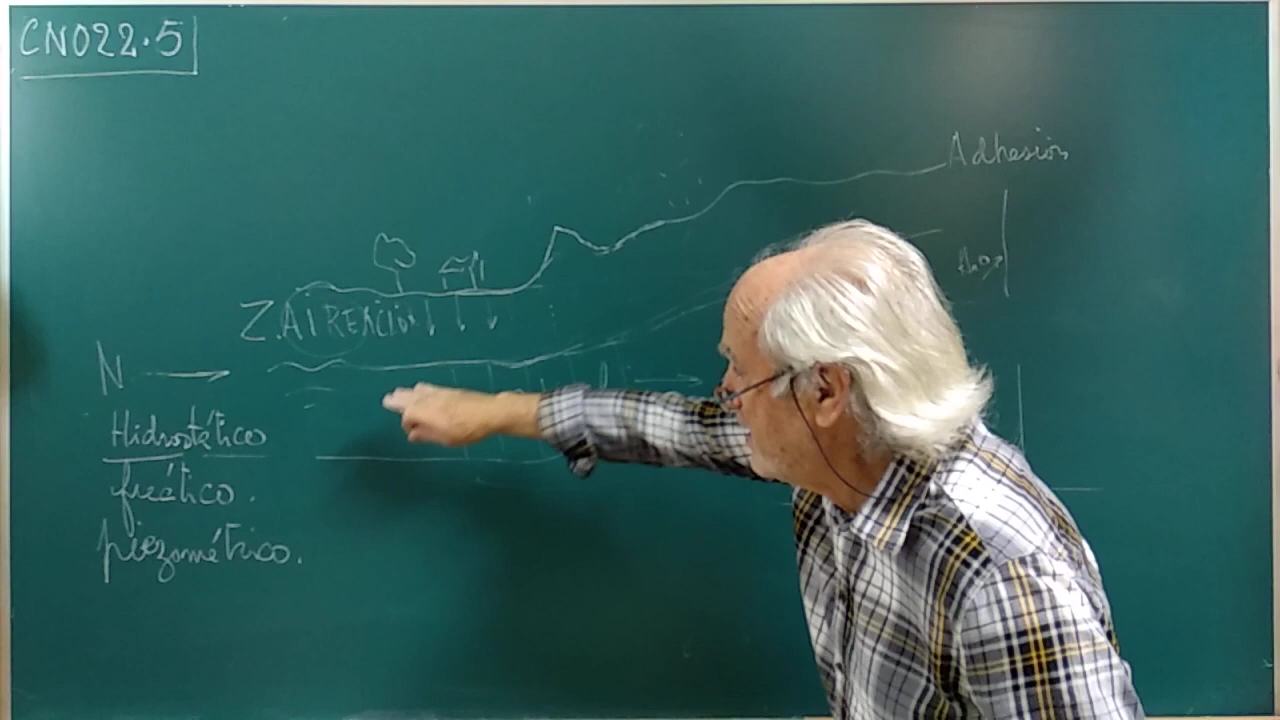 CN022.5
Adhesión
Z. AIREACIÓN
N
Hidrostático
freático.
piezométrico.